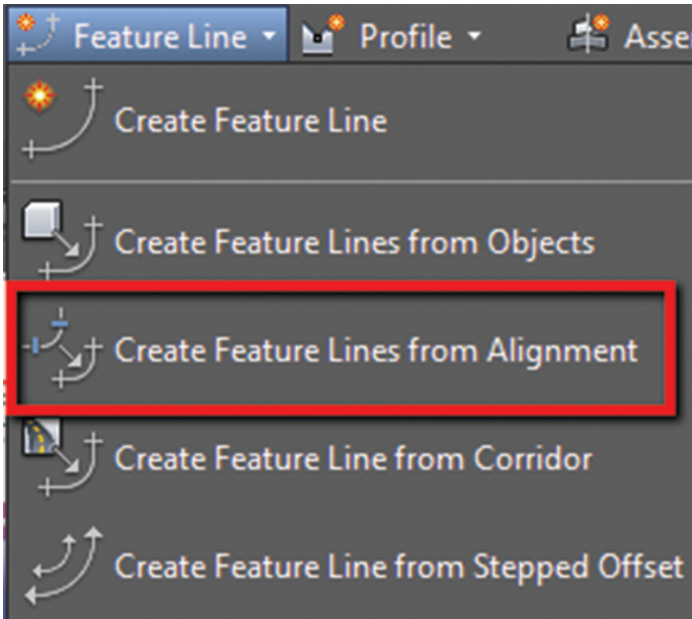 Feature Line Profile
Create Feature Line
Create Feature Lines from Objects
Create Feature Lines from Alignment
Create Feature Line from Corridor
Create Feature Line from Stepped Offset